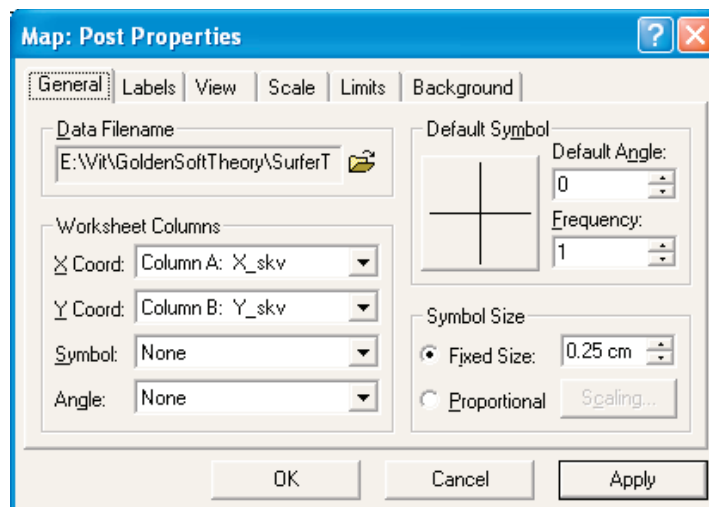 Map: Post Properties
General Labels View Scale Limits Background
Data Filename
E:\Vit\GoldenSoftTheory\SurferT
Worksheet Columns
X Coord: Column A: X_skv
Y Coord: Column B: Y_skv
Symbol: None
Angle: None
Default Symbol
Default Angle:
0
Frequency:
1
Symbol Size
Fixed Size: 0.25 cm
Proportional Scaling...
OK Cancel Apply